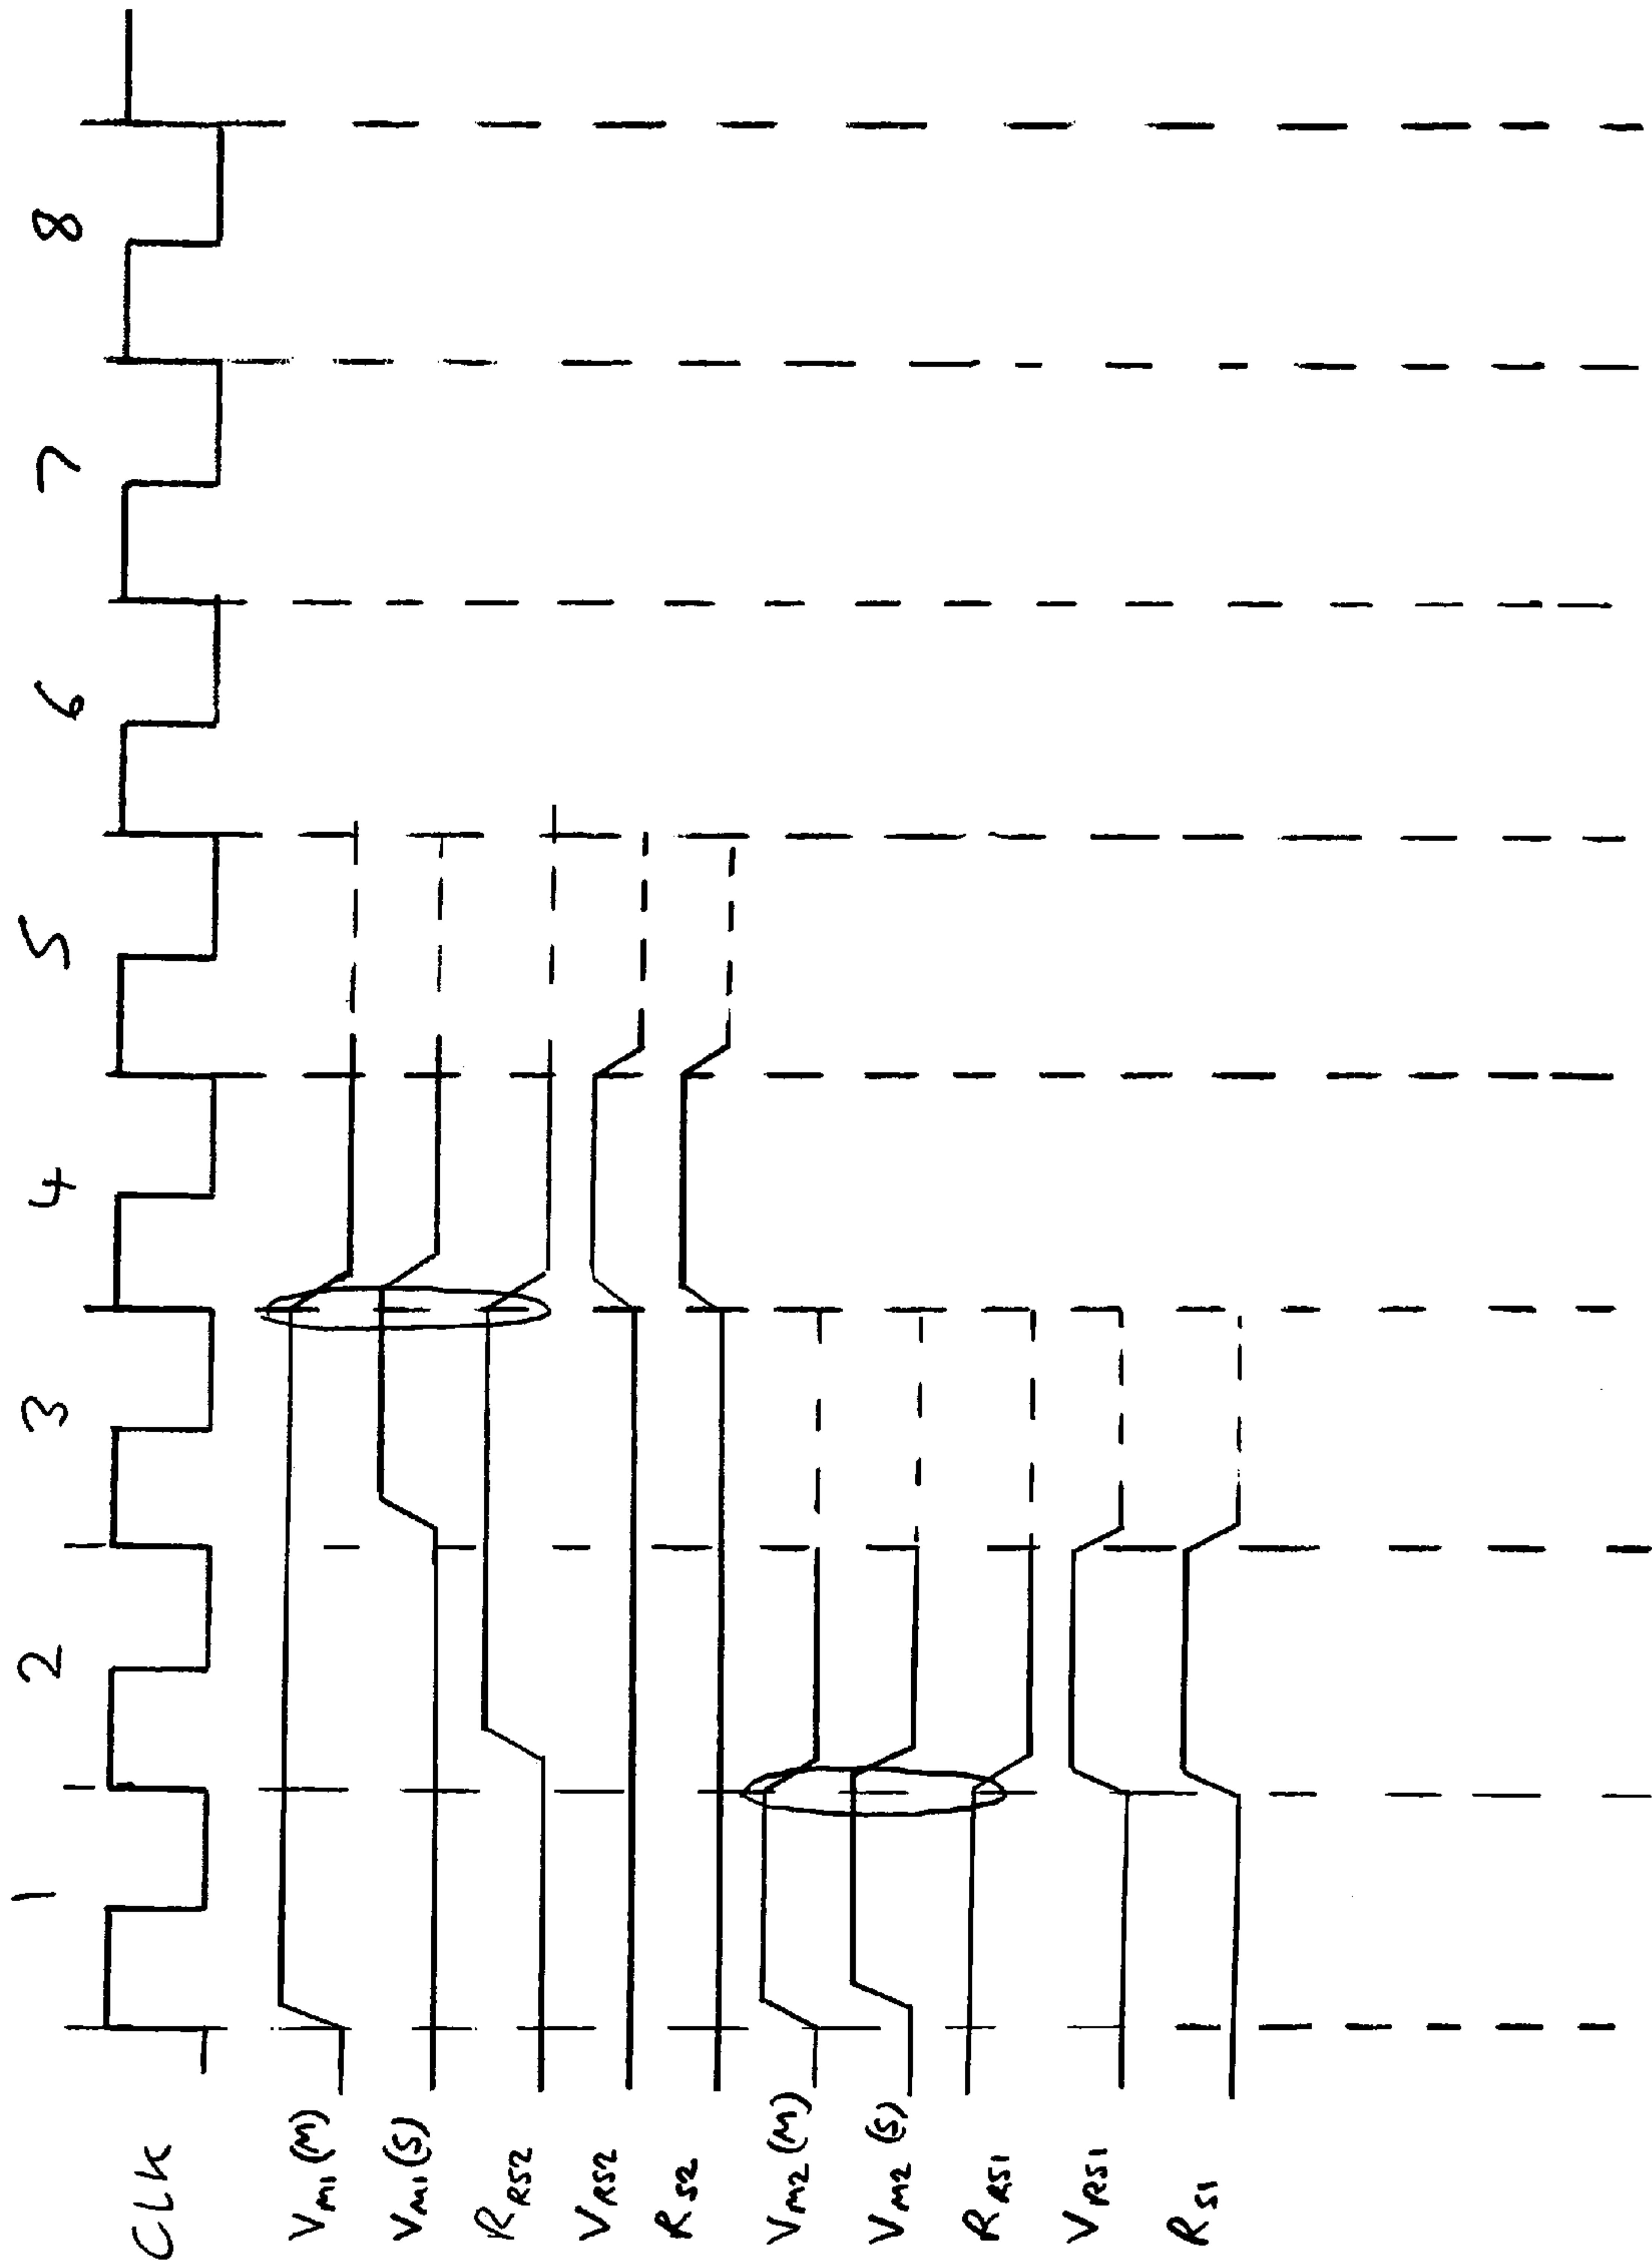 1 2 3 4 5 6 7 8
CLK
VM1(M)
VM1(S)
RRS2
VRS2
RS2
VM2(M)
VM2(S)
RRS1
VRS1
RS1